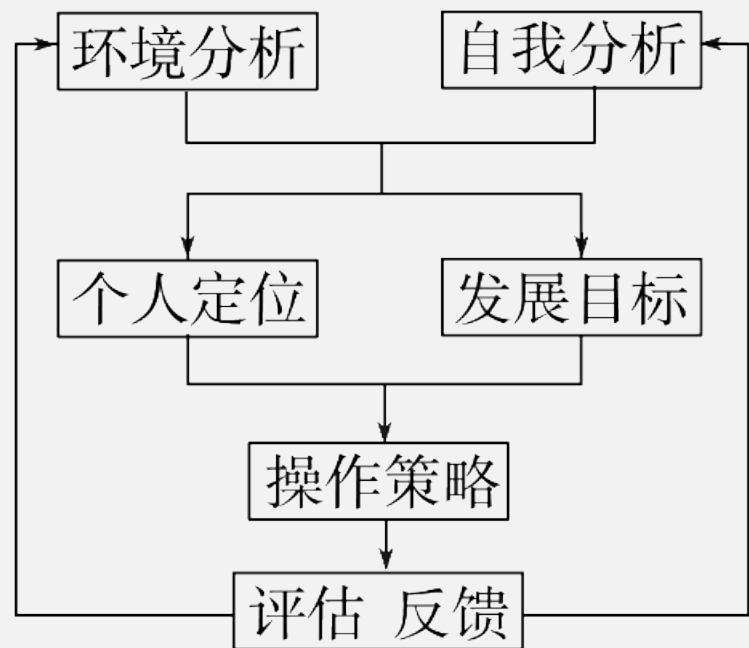 环境分析
自我分析
个人定位
发展目标
操作策略
评估 反馈